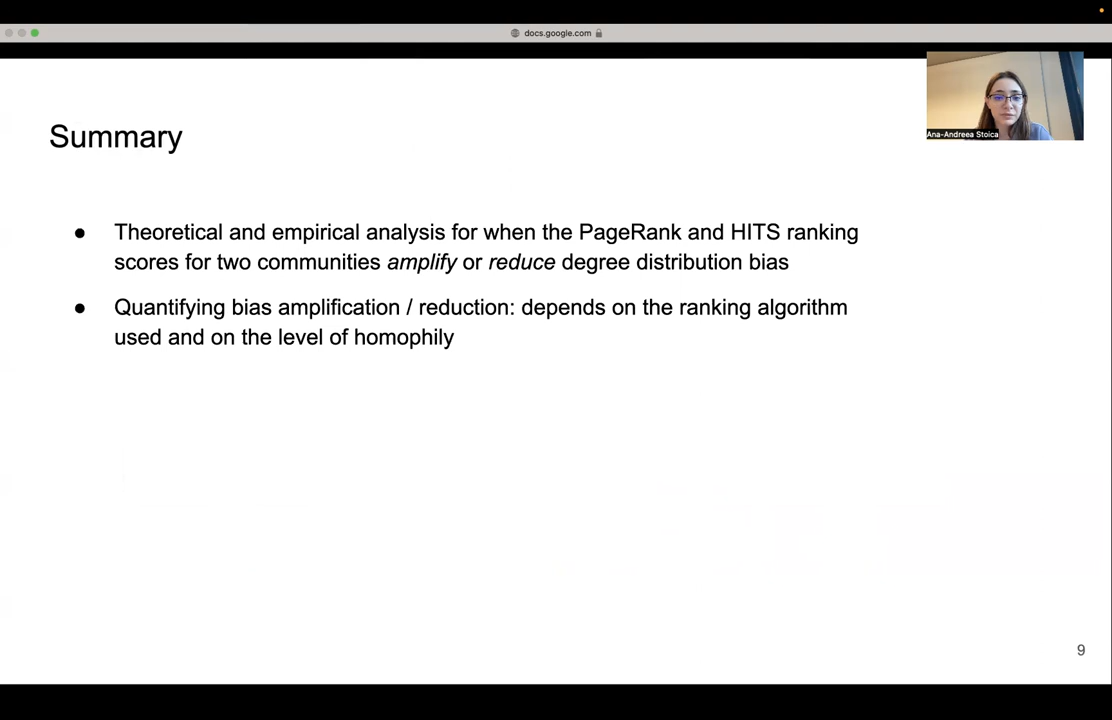 docs.google.com
Ana-Andreea Stoica
Summary
● Theoretical and empirical analysis for when the PageRank and HITS ranking
scores for two communities amplify or reduce degree distribution bias
● Quantifying bias amplification / reduction: depends on the ranking algorithm
used and on the level of homophily
9